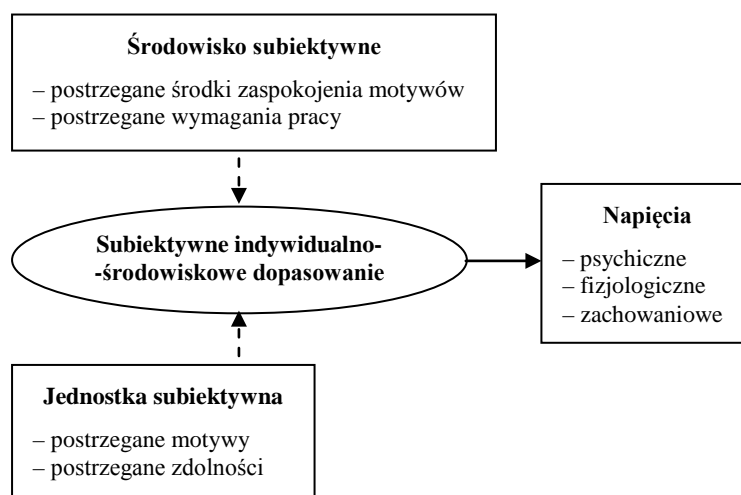 Środowisko subiektywne
– postrzegane środki zaspokojenia motywów
– postrzegane wymagania pracy
Subiektywne indywidualno-
-środowiskowe dopasowanie
Napięcia
– psychiczne
– fizjologiczne
– zachowaniowe
Jednostka subiektywna
– postrzegane motywy
– postrzegane zdolności